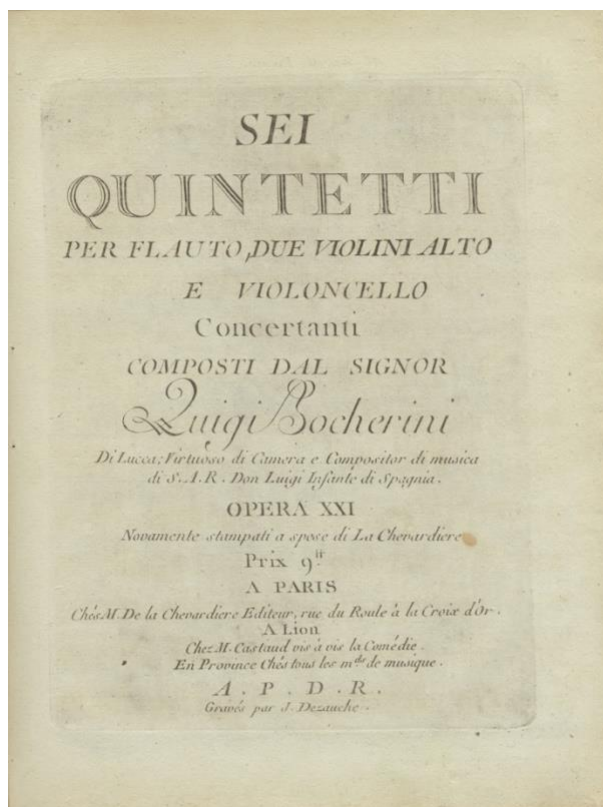 SEI
QUINTETTI
PER FLAUTO, DUE VIOLINI ALTO
E VIOLONCELLO
Concertanti
COMPOSTI DAL SIGNOR
Luigi Bocherini
Di Lucca; Virtuoso di Camera e Compositor di musica
di S. A. R. Don Luigi Infante di Spagnia.
OPERA XXI
Novamente stampati a spese di La Chevardiere
Prix 9.tt
A PARIS
Chés M. De la Chevardiere Editeur, rue du Roule à la Croix d'Or.
A Lion
Chez M. Castaud vis à vis la Comédie.
En Province Chés tous les m.ds de musique.
A . P . D . R .
Gravés par J. Dezauche.